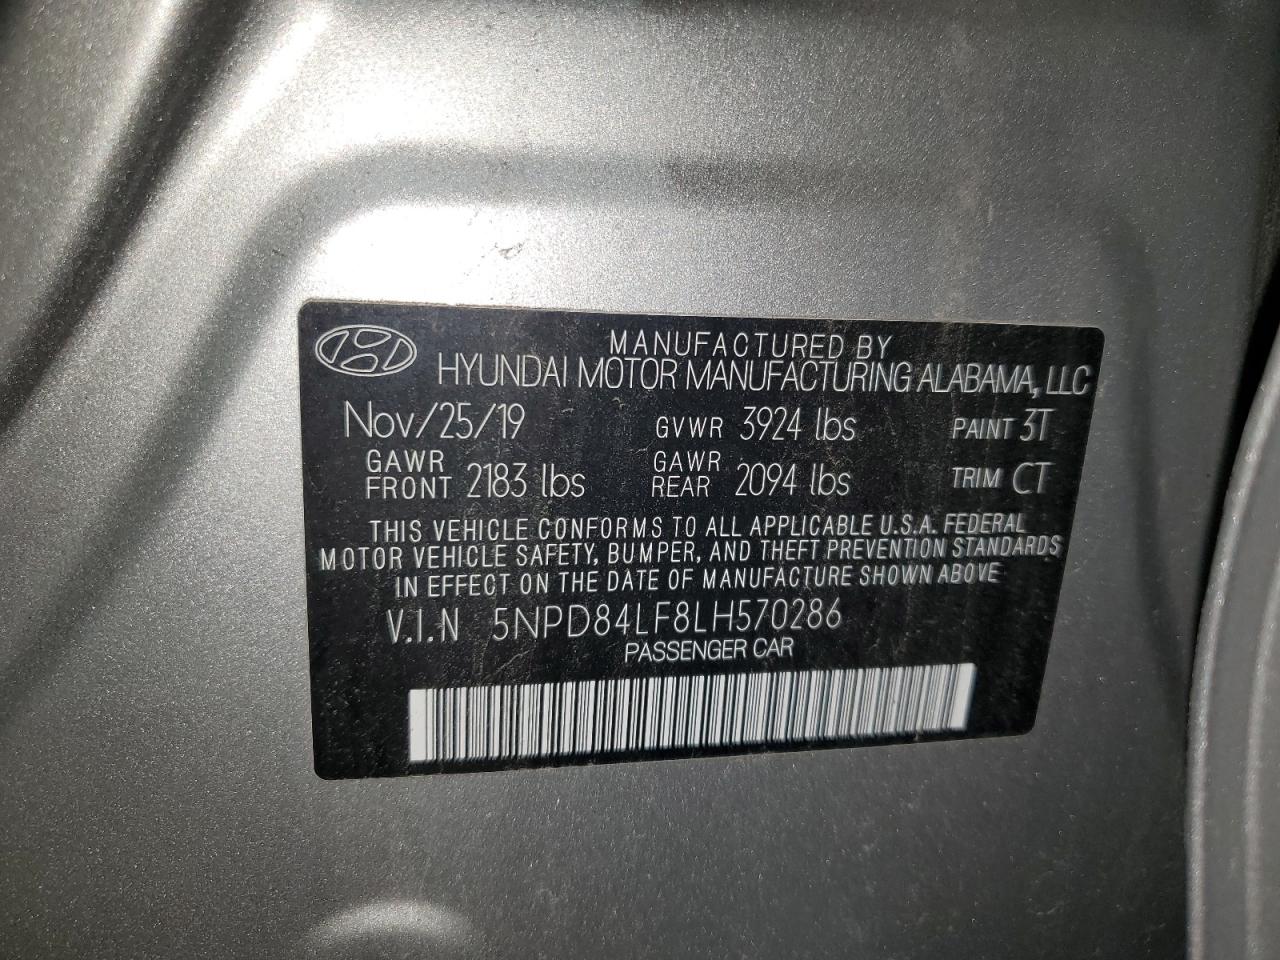 MANUFACTURED BY
HYUNDAI MOTOR MANUFACTURING ALABAMA, LLC
Nov/25/19 GVWR 3924 lbs PAINT 3T
GAWR FRONT 2183 lbs GAWR REAR 2094 lbs TRIM CT
THIS VEHICLE CONFORMS TO ALL APPLICABLE U.S.A. FEDERAL
MOTOR VEHICLE SAFETY, BUMPER, AND THEFT PREVENTION STANDARDS
IN EFFECT ON THE DATE OF MANUFACTURE SHOWN ABOVE
V.I.N 5NPD84LF8LH570286
PASSENGER CAR